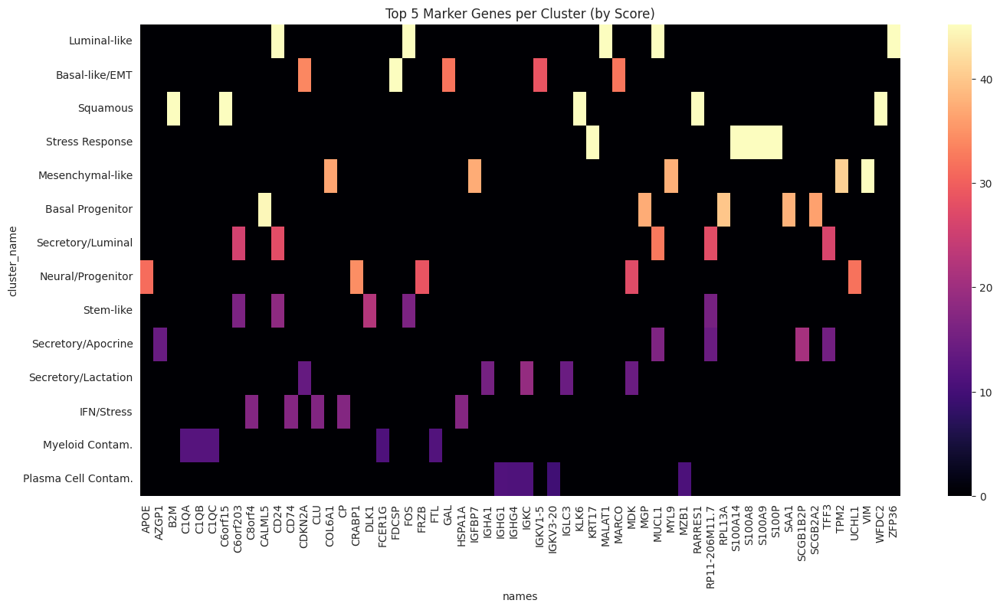 Top 5 Marker Genes per Cluster (by Score)
cluster_name
Luminal-like
Basal-like/EMT
Squamous
Stress Response
Mesenchymal-like
Basal Progenitor
Secretory/Luminal
Neural/Progenitor
Stem-like
Secretory/Apocrine
Secretory/Lactation
IFN/Stress
Myeloid Contam.
Plasma Cell Contam.
APOE
AZGP1
B2M
C1QA
C1QB
C1QC
C6orf15
C6orf203
C8orf4
CALML5
CD24
CD74
CDKN2A
CLU
COL6A1
CP
CRABP1
DLK1
FCER1G
FDCSP
FOS
FRZB
FTL
GAL
HSPA1A
IGFBP7
IGHA1
IGHG1
IGHG4
IGKC
IGKV1-5
IGKV3-20
IGLC3
KLK6
KRT17
MALAT1
MARCO
MDK
MGP
MUCL1
MYL9
MZB1
RARRES1
RP11-206M11.7
RPL13A
S100A14
S100A8
S100A9
S100P
SAA1
SCGB1B2P
SCGB2A2
TFF3
TPM2
UCHL1
VIM
WFDC2
ZFP36
names
40
30
20
10
0